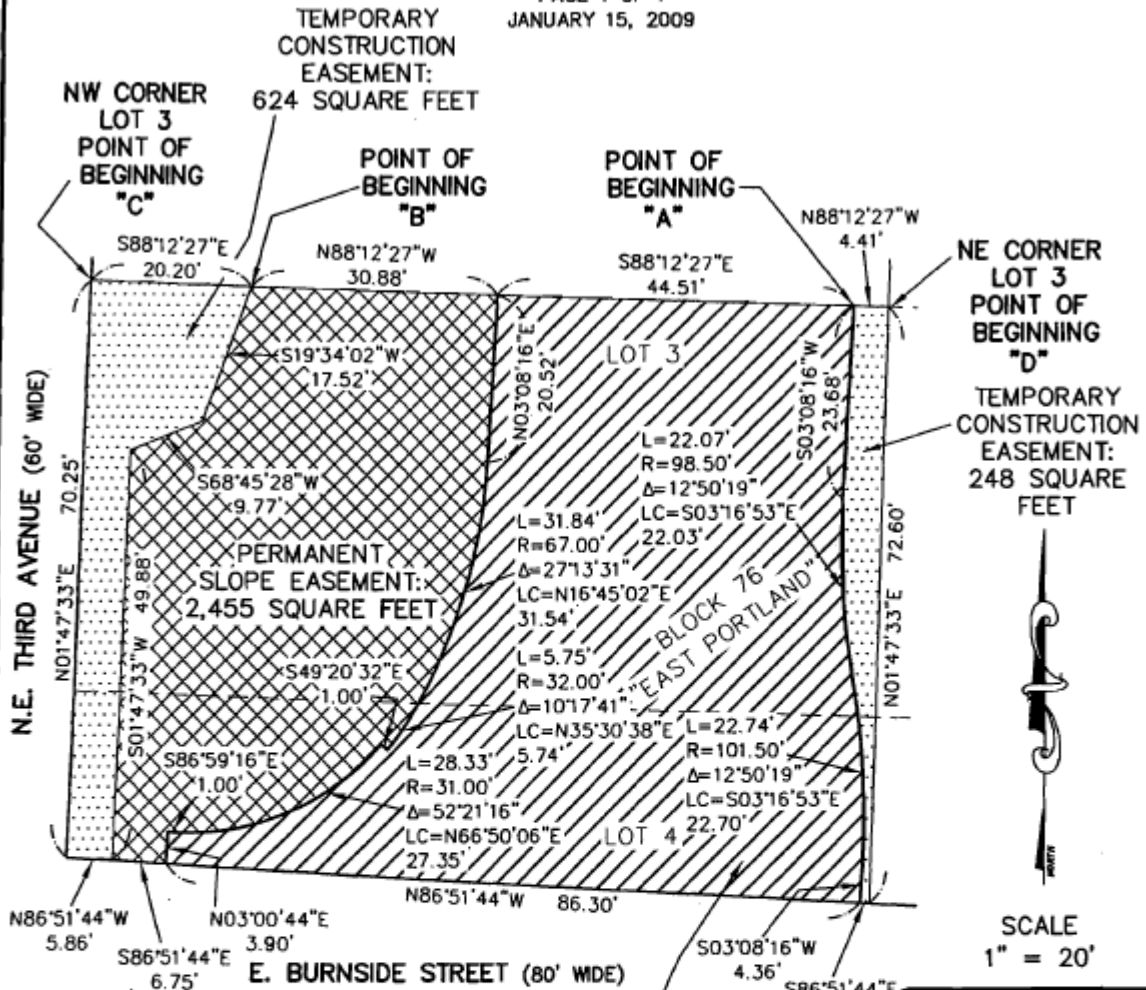 JANUARY 15, 2009
TEMPORARY
CONSTRUCTION
EASEMENT:
624 SQUARE FEET
NW CORNER
LOT 3
POINT OF
BEGINNING
"C"
POINT OF
BEGINNING
"B"
POINT OF
BEGINNING
"A"
N88°12'27"W
4.41'
NE CORNER
LOT 3
POINT OF
BEGINNING
"D"
S88°12'27"E
20.20'
N88°12'27"W
30.88'
S88°12'27"E
44.51'
TEMPORARY
CONSTRUCTION
EASEMENT:
248 SQUARE
FEET
S19°34'02"W
17.52'
N03°08'16"E
20.52'
LOT 3
S03°08'16"W
23.68'
N.E. THIRD AVENUE (60' WIDE)
N01°47'33"E
70.25'
S68°45'28"W
9.77'
L=22.07'
R=98.50'
Δ=12°50'19"
LC=S03°16'53"E
22.03'
S01°47'33"W
49.88'
PERMANENT
SLOPE EASEMENT:
2,455 SQUARE FEET
L=31.84'
R=67.00'
Δ=27°13'31"
LC=N16°45'02"E
31.54'
BLOCK 76
"EAST PORTLAND"
N01°47'33"E
72.60'
S49°20'32"E
1.00'
L=5.75'
R=32.00'
Δ=10°17'41"
LC=N35°30'38"E
5.74'
S86°59'16"E
1.00'
L=28.33'
R=31.00'
Δ=52°21'16"
LC=N66°50'06"E
27.35'
L=22.74'
R=101.50'
Δ=12°50'19"
LC=S03°16'53"E
22.70'
LOT 4
NORTH
N86°51'44"W
86.30'
N86°51'44"W
5.86'
S86°51'44"E
6.75'
N03°00'44"E
3.90'
S03°08'16"W
4.36'
S86°51'44"E
E. BURNSIDE STREET (80' WIDE)
SCALE
1" = 20'